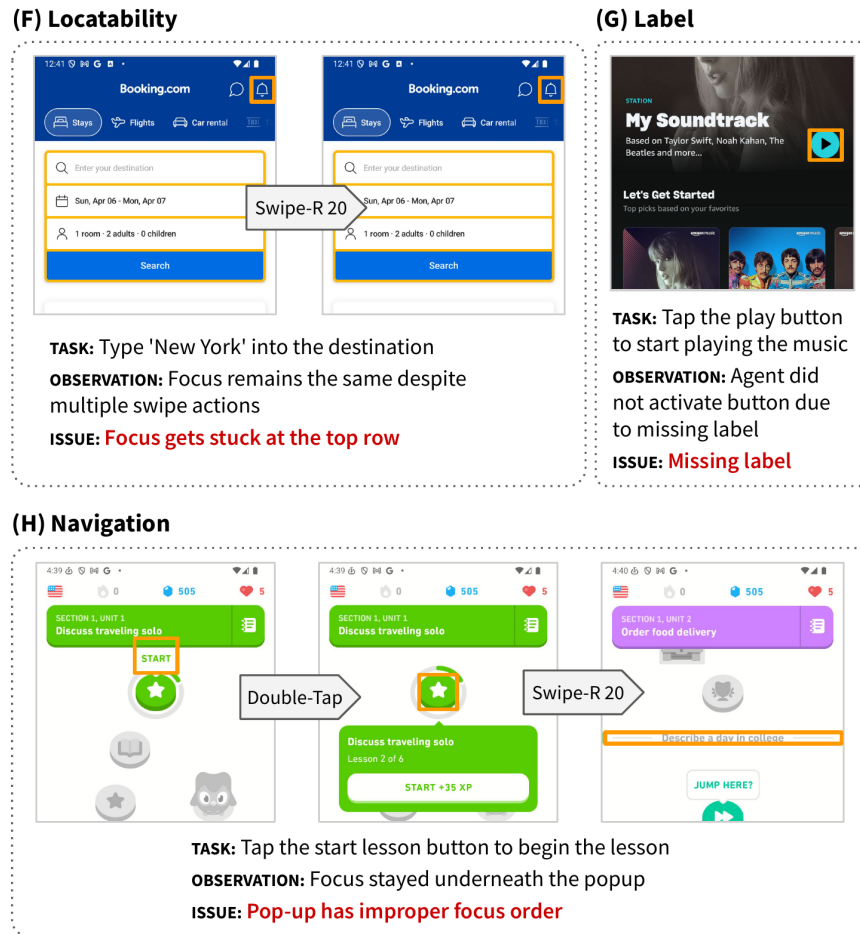 (F) Locatability
12:41
Booking.com
Stays
Flights
Car rental
Enter your destination
Sun, Apr 06 - Mon, Apr 07
1 room · 2 adults · 0 children
Search
Swipe-R 20
12:41
Booking.com
Stays
Flights
Car rental
Enter your destination
Sun, Apr 06 - Mon, Apr 07
1 room · 2 adults · 0 children
Search
TASK: Type 'New York' into the destination
OBSERVATION: Focus remains the same despite
multiple swipe actions
ISSUE: Focus gets stuck at the top row
(G) Label
STATION
My Soundtrack
Based on Taylor Swift, Noah Kahan, The
Beatles and more...
Let's Get Started
Top picks based on your favorites
amazon music
amazon music
TASK: Tap the play button
to start playing the music
OBSERVATION: Agent did
not activate button due
to missing label
ISSUE: Missing label
(H) Navigation
4:39 G
0
505
5
SECTION 1, UNIT 1
Discuss traveling solo
START
Double-Tap
4:39 G
0
505
5
SECTION 1, UNIT 1
Discuss traveling solo
Discuss traveling solo
Lesson 2 of 6
START +35 XP
Swipe-R 20
4:40 G
0
505
5
SECTION 1, UNIT 2
Order food delivery
Describe a day in college
JUMP HERE?
TASK: Tap the start lesson button to begin the lesson
OBSERVATION: Focus stayed underneath the popup
ISSUE: Pop-up has improper focus order